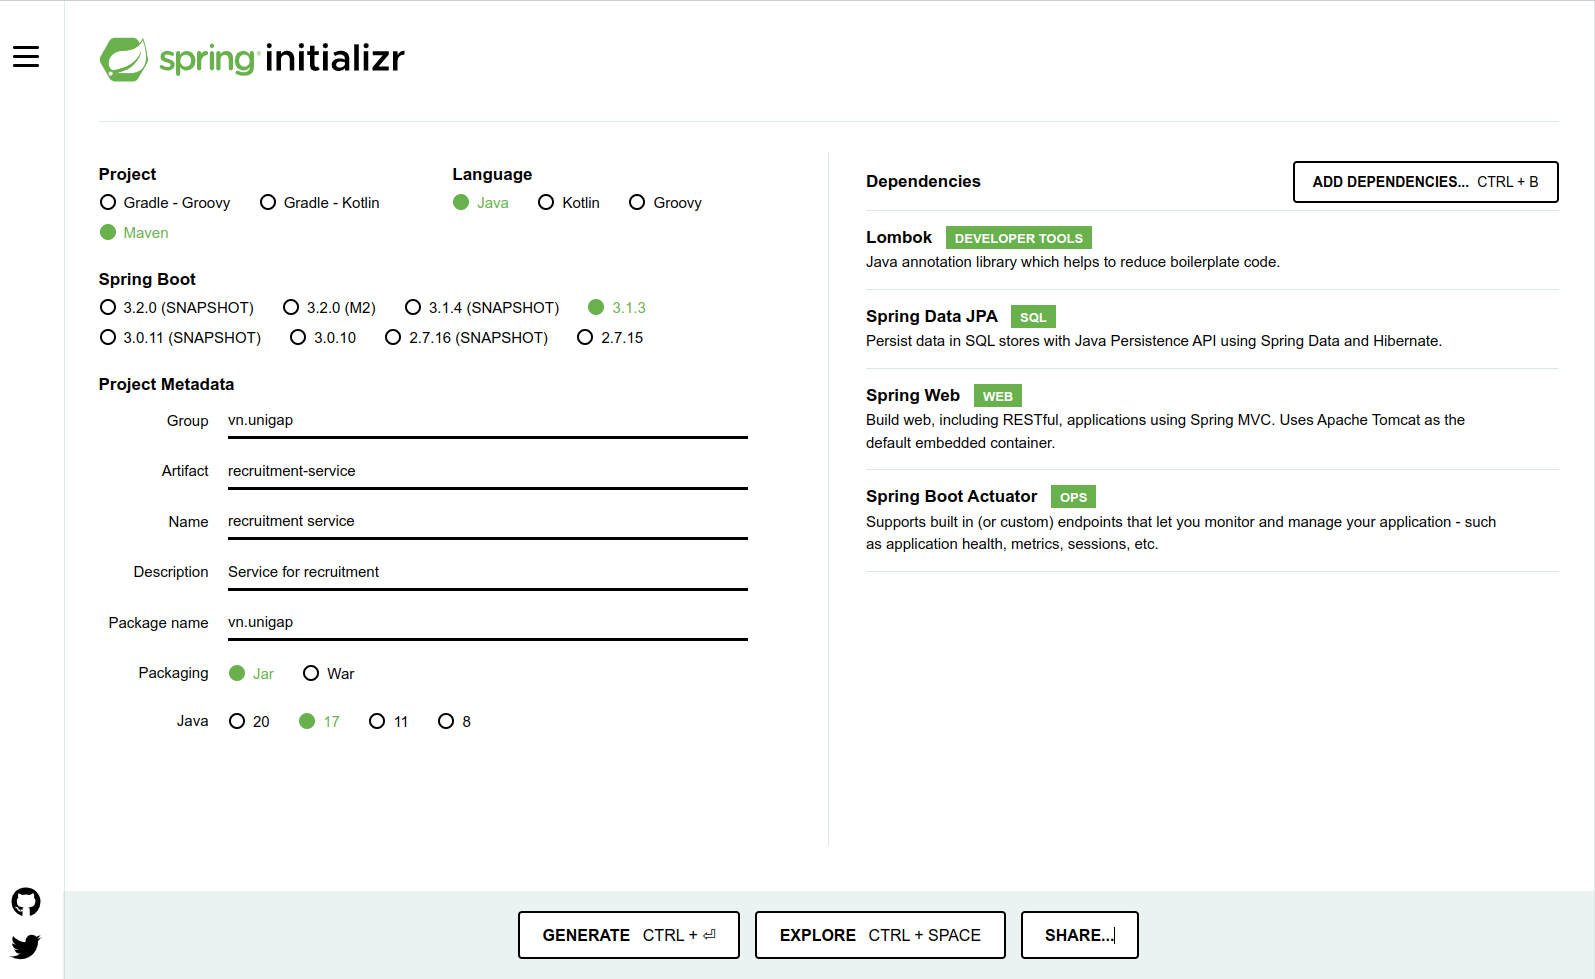 spring initializr
Project
Gradle - Groovy Gradle - Kotlin
Maven
Language
Java Kotlin Groovy
Spring Boot
3.2.0 (SNAPSHOT) 3.2.0 (M2) 3.1.4 (SNAPSHOT) 3.1.3
3.0.11 (SNAPSHOT) 3.0.10 2.7.16 (SNAPSHOT) 2.7.15
Project Metadata
Group vn.unigap
Artifact recruitment-service
Name recruitment service
Description Service for recruitment
Package name vn.unigap
Packaging Jar War
Java 20 17 11 8
Dependencies
ADD DEPENDENCIES... CTRL + B
Lombok DEVELOPER TOOLS
Java annotation library which helps to reduce boilerplate code.
Spring Data JPA SQL
Persist data in SQL stores with Java Persistence API using Spring Data and Hibernate.
Spring Web WEB
Build web, including RESTful, applications using Spring MVC. Uses Apache Tomcat as the
default embedded container.
Spring Boot Actuator OPS
Supports built in (or custom) endpoints that let you monitor and manage your application - such
as application health, metrics, sessions, etc.
GENERATE CTRL + ⏎
EXPLORE CTRL + SPACE
SHARE...